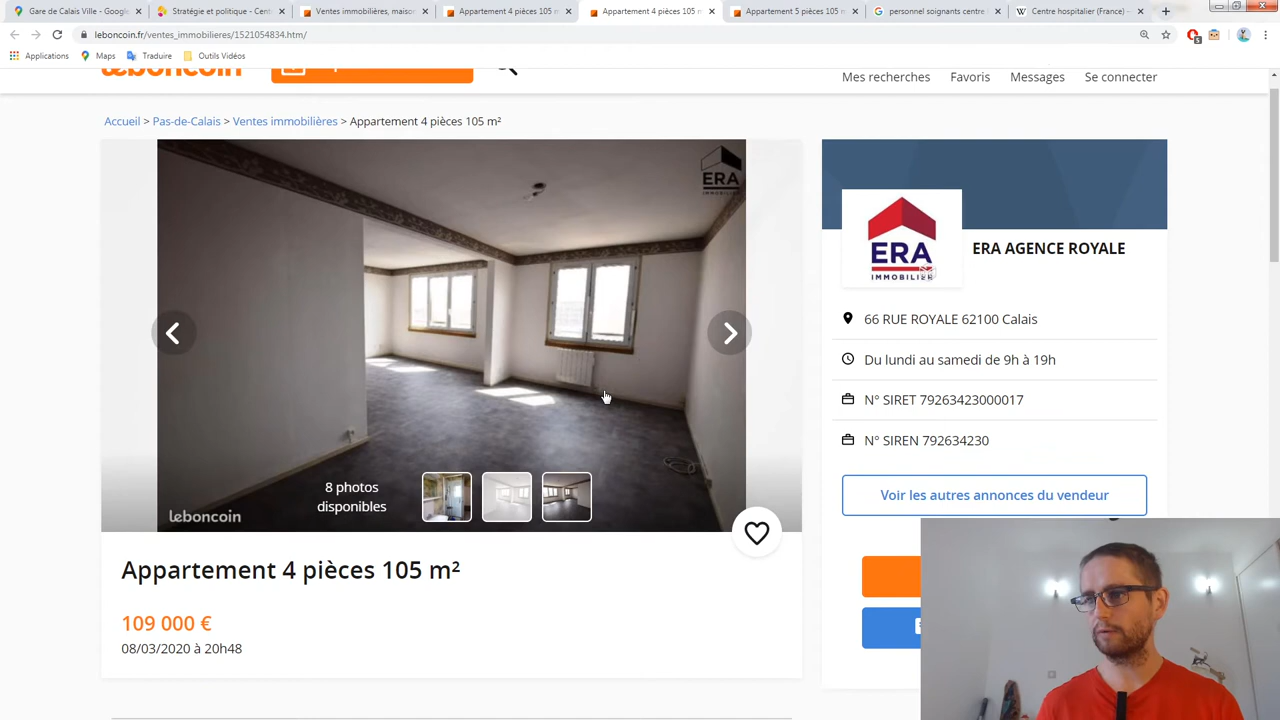 Gare de Calais Ville - Google
Stratégie et politique - Cent
Ventes immobilières, maison
Appartement 4 pièces 105 m
Appartement 4 pièces 105 m
Appartement 5 pièces 105 m
personnel soignants centre
Centre hospitalier (France) —
leboncoin.fr/ventes_immobilieres/1521054834.htm/
5
Applications
Maps
Traduire
Outils Vidéos
leboncoin
Mes recherches
Favoris
Messages
Se connecter
Accueil > Pas-de-Calais > Ventes immobilières > Appartement 4 pièces 105 m²
ERA
IMMOBILIER
ERA
IMMOBILIER
ERA AGENCE ROYALE
66 RUE ROYALE 62100 Calais
Du lundi au samedi de 9h à 19h
N° SIRET 79263423000017
N° SIREN 792634230
8 photos
disponibles
leboncoin
Voir les autres annonces du vendeur
Appartement 4 pièces 105 m²
109 000 €
08/03/2020 à 20h48